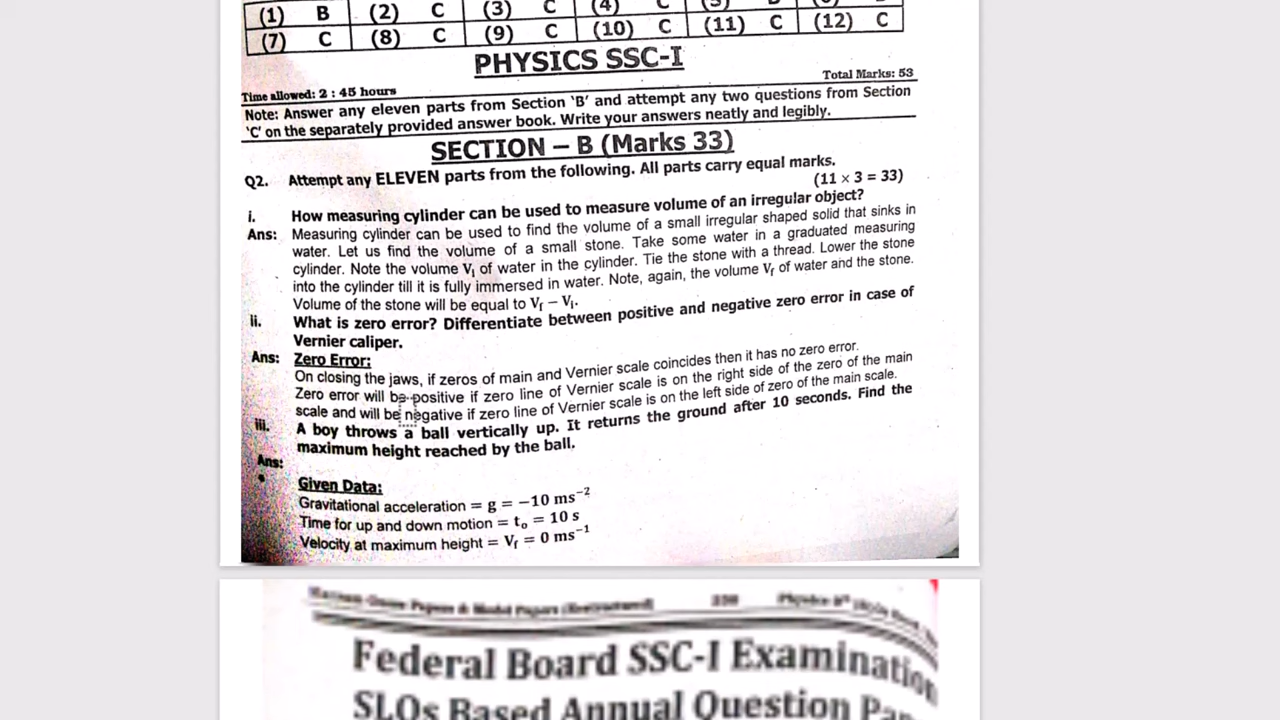 (1) B (2) C (3) C (4) C
(7) C (8) C (9) C (10) C (11) C (12) C
PHYSICS SSC-I
Time allowed: 2 : 45 hours Total Marks: 53
Note: Answer any eleven parts from Section 'B' and attempt any two questions from Section
'C' on the separately provided answer book. Write your answers neatly and legibly.
SECTION – B (Marks 33)
Q2. Attempt any ELEVEN parts from the following. All parts carry equal marks.
(11 × 3 = 33)
i. How measuring cylinder can be used to measure volume of an irregular object?
Ans: Measuring cylinder can be used to find the volume of a small irregular shaped solid that sinks in
water. Let us find the volume of a small stone. Take some water in a graduated measuring
cylinder. Note the volume Vᵢ of water in the cylinder. Tie the stone with a thread. Lower the stone
into the cylinder till it is fully immersed in water. Note, again, the volume V_f of water and the stone.
Volume of the stone will be equal to V_f – Vᵢ.
ii. What is zero error? Differentiate between positive and negative zero error in case of
Vernier caliper.
Ans: Zero Error:
On closing the jaws, if zeros of main and Vernier scale coincides then it has no zero error.
Zero error will be positive if zero line of Vernier scale is on the right side of the zero of the main
scale and will be negative if zero line of Vernier scale is on the left side of zero of the main scale.
iii. A boy throws a ball vertically up. It returns the ground after 10 seconds. Find the
maximum height reached by the ball.
Ans:
Given Data:
Gravitational acceleration = g = −10 ms⁻²
Time for up and down motion = tₒ = 10 s
Velocity at maximum height = V_f = 0 ms⁻¹
Federal Board SSC-I Examination
SLOs Based Annual Question